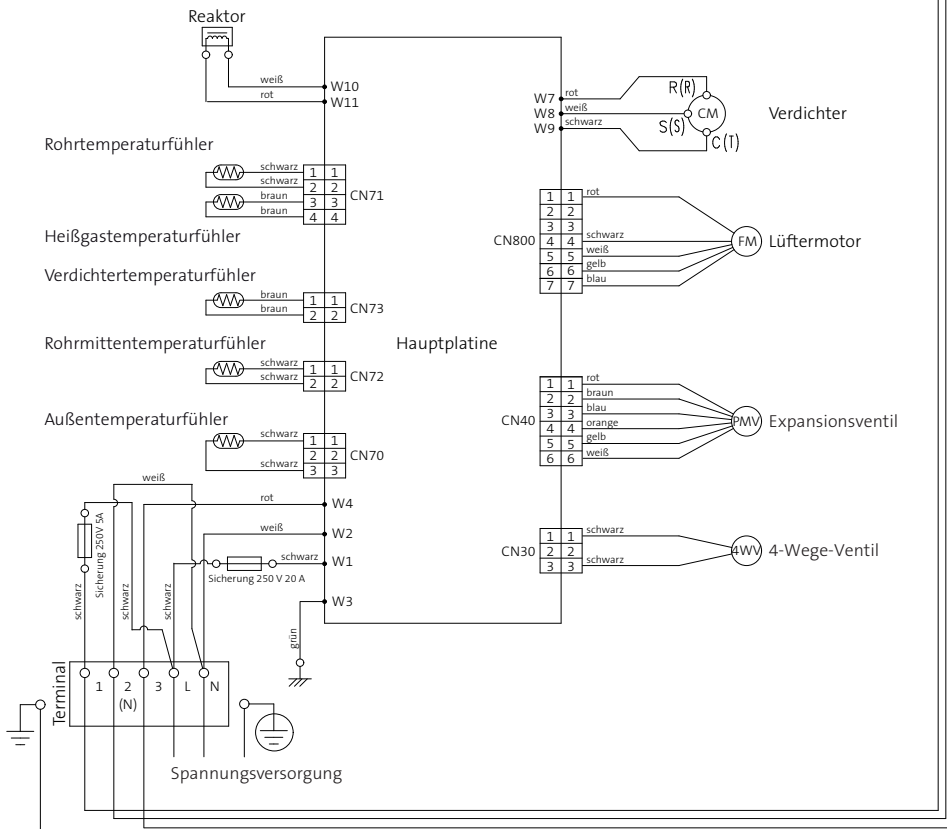 Reaktor
weiß
W10
rot
W11
W7 rot
W8 weiß
W9 schwarz
R(R)
S(S)
C(T)
CM
Verdichter
Rohrtemperaturfühler
schwarz
1 1
schwarz
2 2
braun
3 3
braun
4 4
CN71
Heißgastemperaturfühler
Verdichtertemperaturfühler
braun
1 1
braun
2 2
CN73
Rohrmittentemperaturfühler
schwarz
1 1
schwarz
2 2
CN72
Außentemperaturfühler
schwarz
1 1
2 2
schwarz
3 3
CN70
Hauptplatine
CN800
1 1 rot
2 2
3 3
4 4 schwarz
5 5 weiß
6 6 gelb
7 7 blau
FM
Lüftermotor
CN40
1 1 rot
2 2 braun
3 3 blau
4 4 orange
5 5 gelb
6 6 weiß
PMV
Expansionsventil
CN30
1 1 schwarz
2 2
3 3 schwarz
4WV
4-Wege-Ventil
weiß
rot
W4
weiß
W2
schwarz
W1
Sicherung 250 V 20 A
W3
grün
Sicherung 250V 5A
schwarz
schwarz
schwarz
Terminal
1 2 3 L N
(N)
Spannungsversorgung